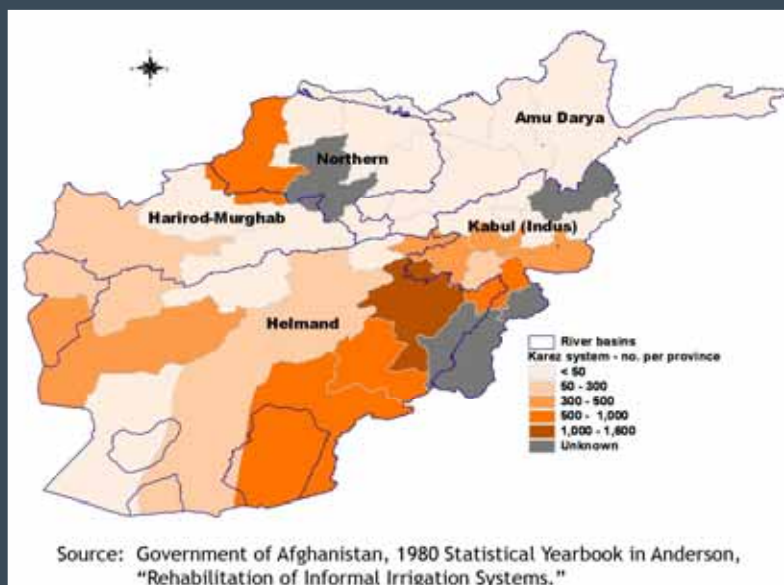 Amu Darya
Northern
Harirod-Murghab
Kabul (Indus)
Helmand
River basins
Karez system - no. per province
< 50
50 - 300
300 - 500
500 - 1,000
1,000 - 1,600
Unknown
Source: Government of Afghanistan, 1980 Statistical Yearbook in Anderson,
"Rehabilitation of Informal Irrigation Systems."